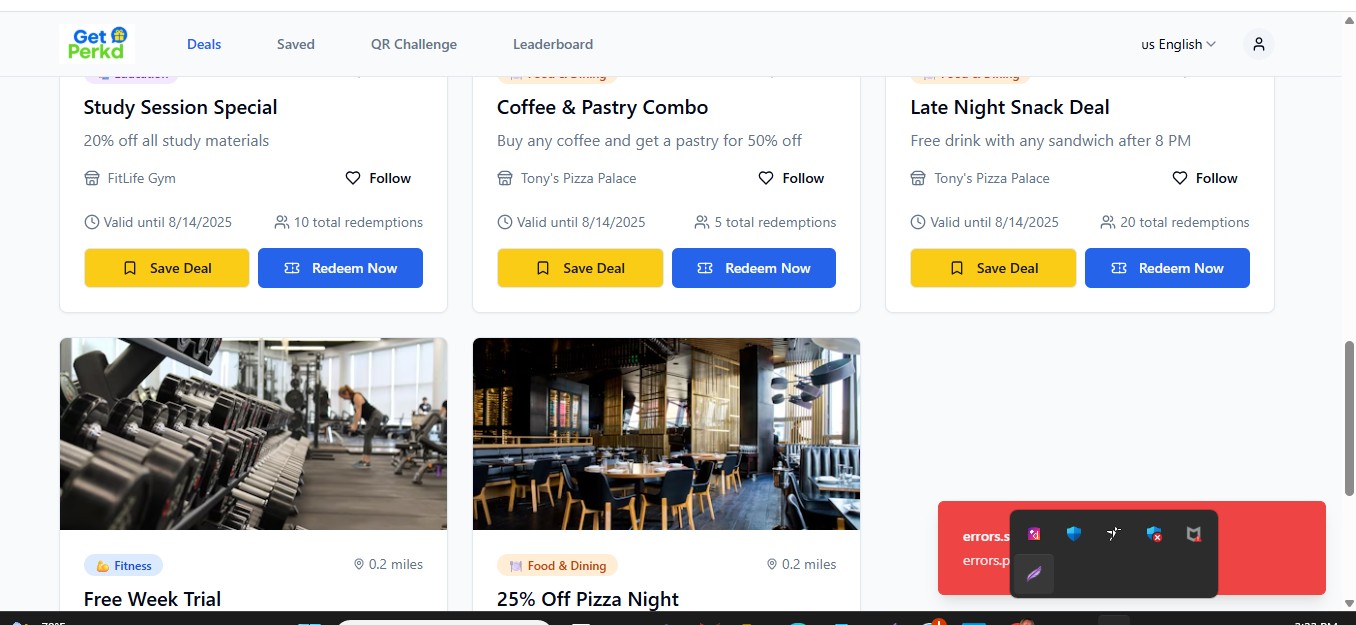 Get
Perkd
Deals
Saved
QR Challenge
Leaderboard
us English
Education
Food & Dining
Food & Dining
Study Session Special
20% off all study materials
FitLife Gym
Follow
Valid until 8/14/2025
10 total redemptions
Save Deal
Redeem Now
Coffee & Pastry Combo
Buy any coffee and get a pastry for 50% off
Tony's Pizza Palace
Follow
Valid until 8/14/2025
5 total redemptions
Save Deal
Redeem Now
Late Night Snack Deal
Free drink with any sandwich after 8 PM
Tony's Pizza Palace
Follow
Valid until 8/14/2025
20 total redemptions
Save Deal
Redeem Now
Fitness
0.2 miles
Free Week Trial
Food & Dining
0.2 miles
25% Off Pizza Night
errors.s
errors.p